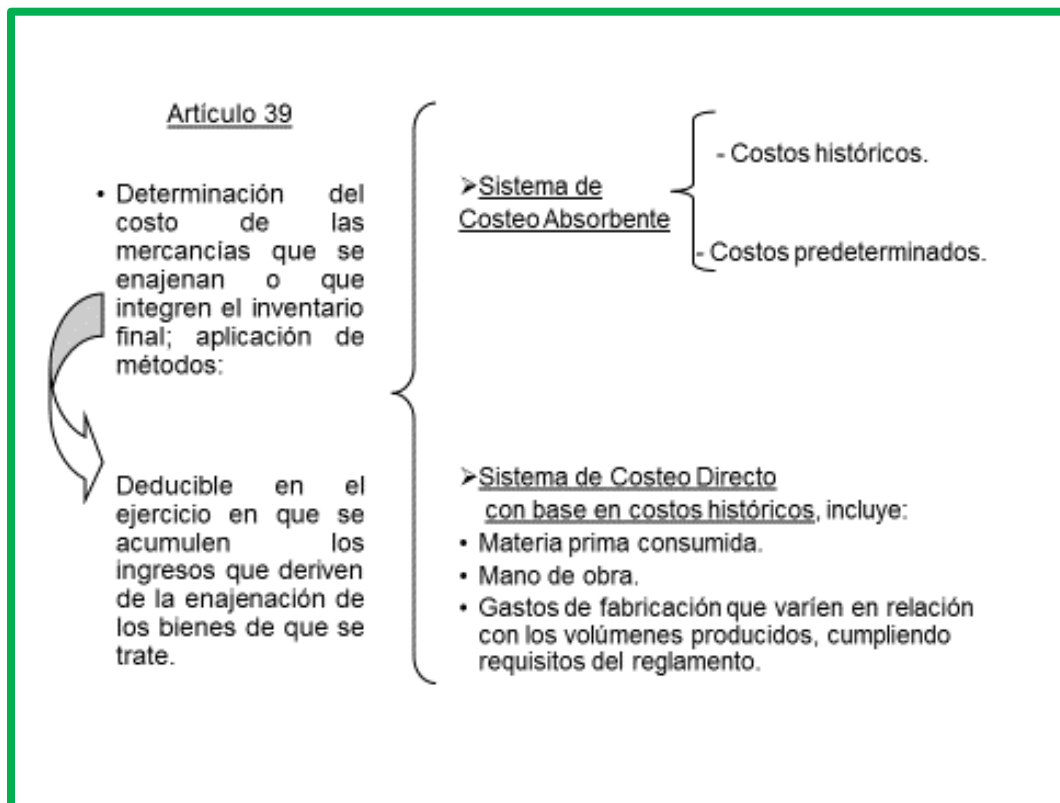 Artículo 39
• Determinación del
costo de las
mercancías que se
enajenan o que
integren el inventario
final; aplicación de
métodos:
Deducible en el
ejercicio en que se
acumulen los
ingresos que deriven
de la enajenación de
los bienes de que se
trate.
➢Sistema de
Costeo Absorbente
- Costos históricos.
- Costos predeterminados.
➢Sistema de Costeo Directo
con base en costos históricos, incluye:
• Materia prima consumida.
• Mano de obra.
• Gastos de fabricación que varíen en relación
con los volúmenes producidos, cumpliendo
requisitos del reglamento.